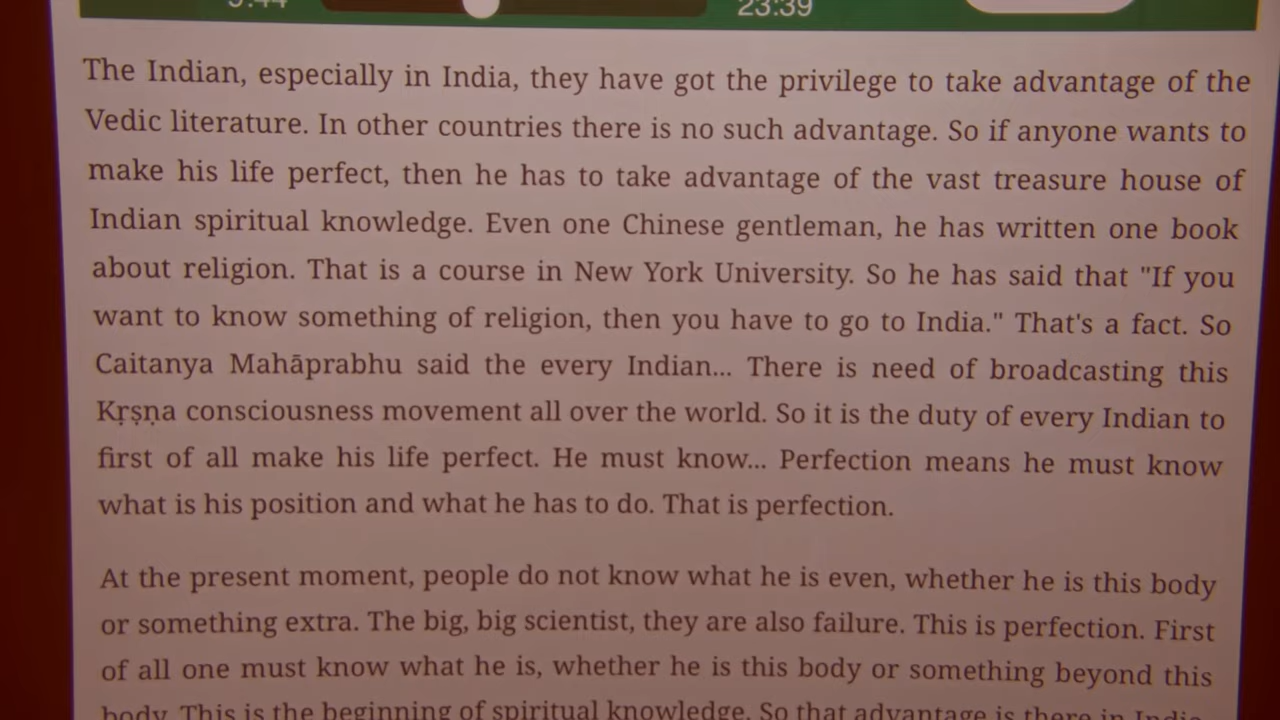 23:39
The Indian, especially in India, they have got the privilege to take advantage of the
Vedic literature. In other countries there is no such advantage. So if anyone wants to
make his life perfect, then he has to take advantage of the vast treasure house of
Indian spiritual knowledge. Even one Chinese gentleman, he has written one book
about religion. That is a course in New York University. So he has said that "If you
want to know something of religion, then you have to go to India." That's a fact. So
Caitanya Mahāprabhu said the every Indian... There is need of broadcasting this
Kṛṣṇa consciousness movement all over the world. So it is the duty of every Indian to
first of all make his life perfect. He must know... Perfection means he must know
what is his position and what he has to do. That is perfection.
At the present moment, people do not know what he is even, whether he is this body
or something extra. The big, big scientist, they are also failure. This is perfection. First
of all one must know what he is, whether he is this body or something beyond this
body. This is the beginning of spiritual knowledge. So that advantage is there in India